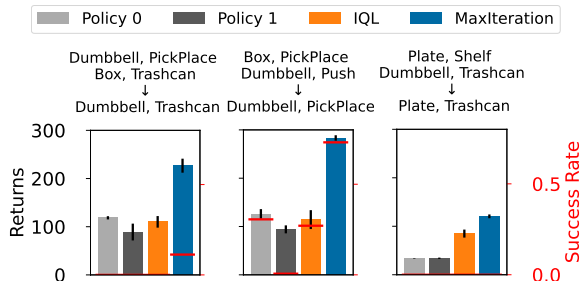 Policy 0 Policy 1 IQL MaxIteration
Dumbbell, PickPlace
Box, Trashcan
↓
Dumbbell, Trashcan
Box, PickPlace
Dumbbell, Push
↓
Dumbbell, PickPlace
Plate, Shelf
Dumbbell, Trashcan
↓
Plate, Trashcan
Returns
300
200
100
0
Success Rate
0.5
0.0